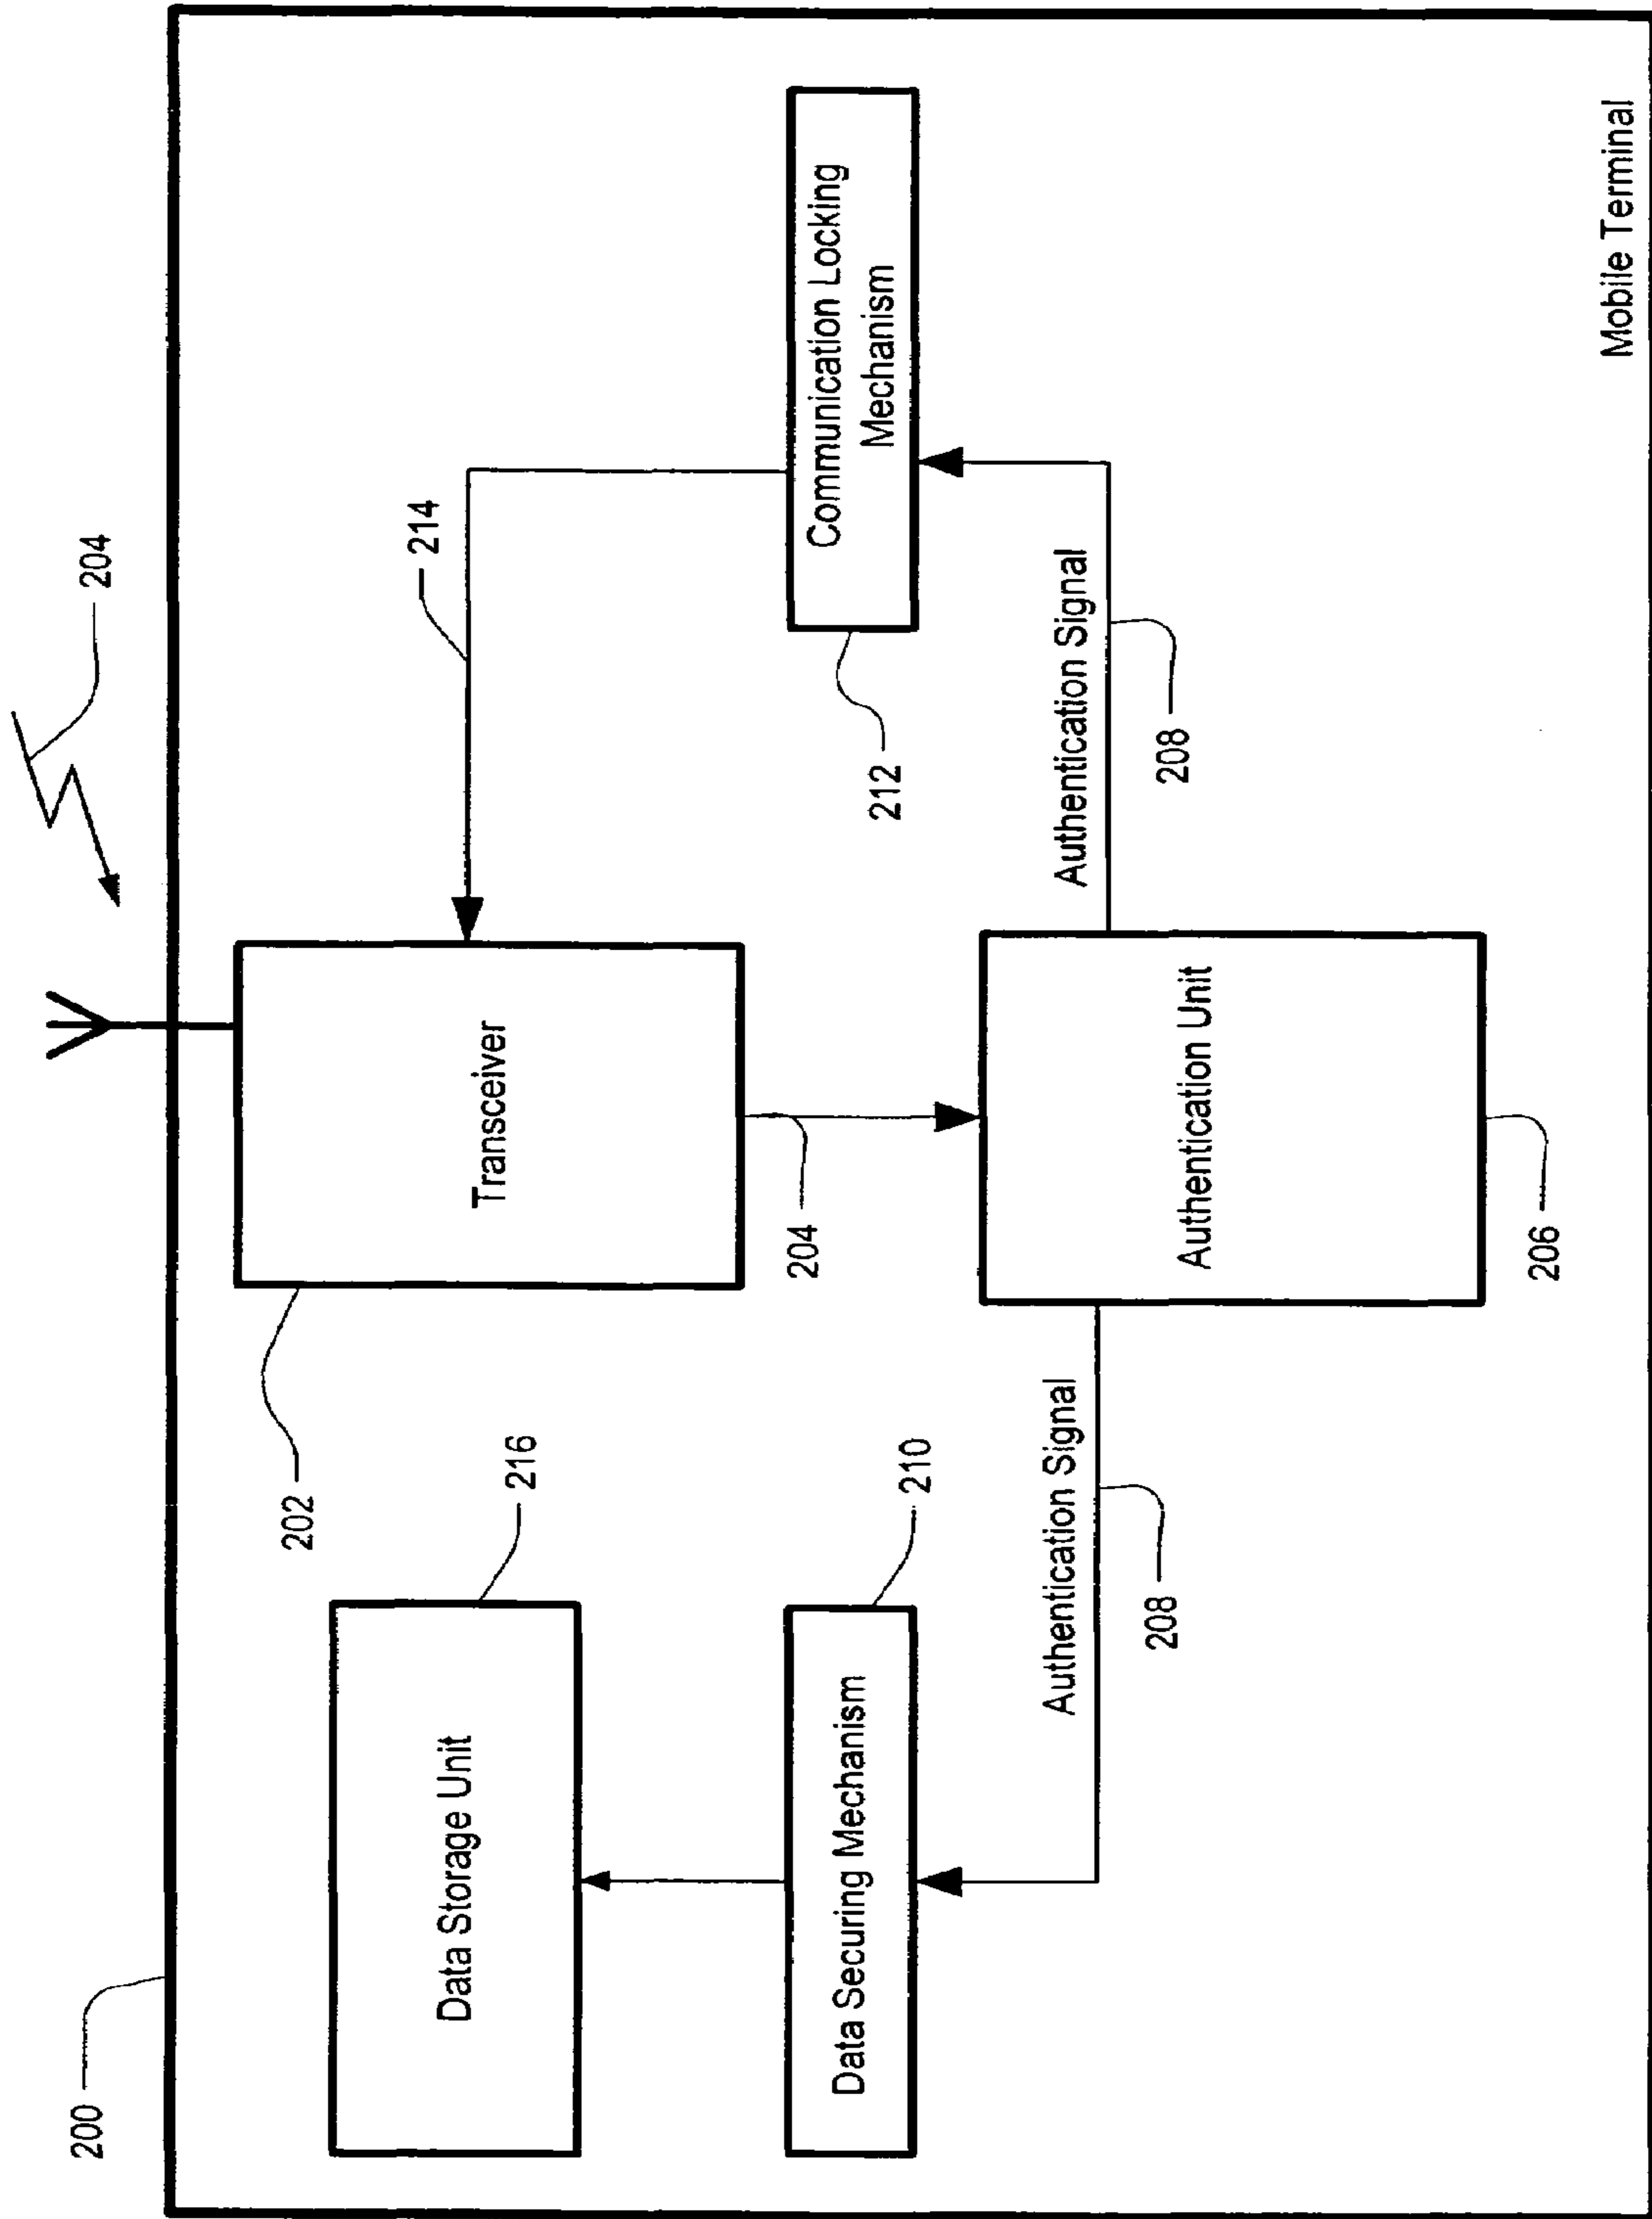 200
204
Transceiver
202
214
204
Data Storage Unit
216
Data Securing Mechanism
210
Communication Locking
Mechanism
212
Authentication Unit
206
Authentication Signal
208
Authentication Signal
208
Mobile Terminal